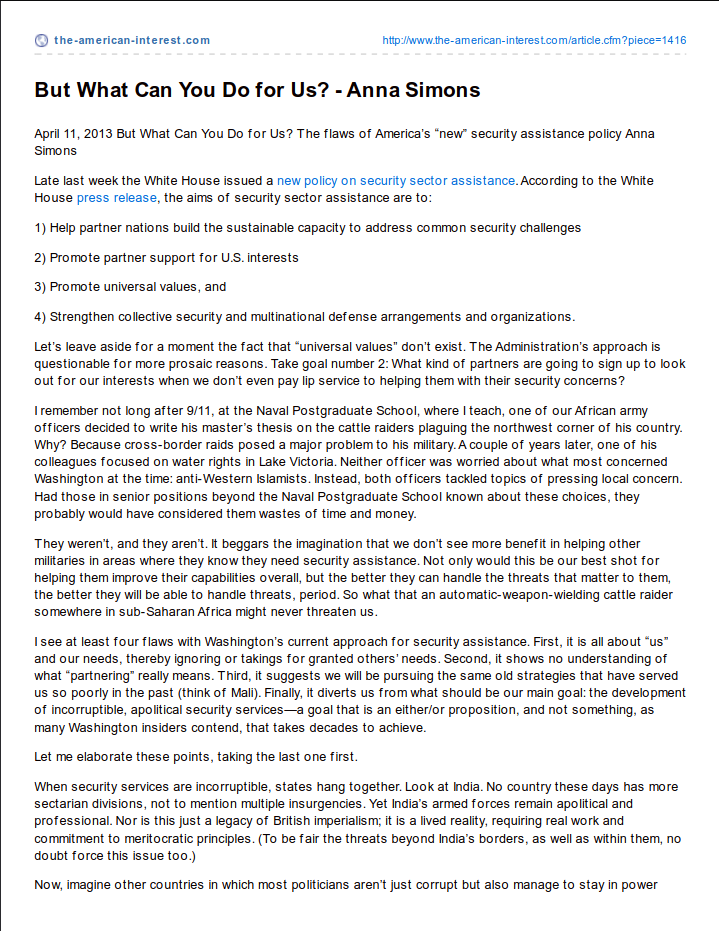 the-american-interest.com
http://www.the-american-interest.com/article.cfm?piece=1416
But What Can You Do for Us? - Anna Simons
April 11, 2013 But What Can You Do for Us? The flaws of America's “new” security assistance policy Anna
Simons
Late last week the White House issued a new policy on security sector assistance. According to the White
House press release, the aims of security sector assistance are to:
1) Help partner nations build the sustainable capacity to address common security challenges
2) Promote partner support for U.S. interests
3) Promote universal values, and
4) Strengthen collective security and multinational defense arrangements and organizations.
Let's leave aside for a moment the fact that “universal values” don't exist. The Administration's approach is
questionable for more prosaic reasons. Take goal number 2: What kind of partners are going to sign up to look
out for our interests when we don't even pay lip service to helping them with their security concerns?
I remember not long after 9/11, at the Naval Postgraduate School, where I teach, one of our African army
officers decided to write his master's thesis on the cattle raiders plaguing the northwest corner of his country.
Why? Because cross-border raids posed a major problem to his military. A couple of years later, one of his
colleagues focused on water rights in Lake Victoria. Neither officer was worried about what most concerned
Washington at the time: anti-Western Islamists. Instead, both officers tackled topics of pressing local concern.
Had those in senior positions beyond the Naval Postgraduate School known about these choices, they
probably would have considered them wastes of time and money.
They weren't, and they aren't. It beggars the imagination that we don't see more benefit in helping other
militaries in areas where they know they need security assistance. Not only would this be our best shot for
helping them improve their capabilities overall, but the better they can handle the threats that matter to them,
the better they will be able to handle threats, period. So what that an automatic-weapon-wielding cattle raider
somewhere in sub-Saharan Africa might never threaten us.
I see at least four flaws with Washington's current approach for security assistance. First, it is all about “us”
and our needs, thereby ignoring or takings for granted others' needs. Second, it shows no understanding of
what “partnering” really means. Third, it suggests we will be pursuing the same old strategies that have served
us so poorly in the past (think of Mali). Finally, it diverts us from what should be our main goal: the development
of incorruptible, apolitical security services—a goal that is an either/or proposition, and not something, as
many Washington insiders contend, that takes decades to achieve.
Let me elaborate these points, taking the last one first.
When security services are incorruptible, states hang together. Look at India. No country these days has more
sectarian divisions, not to mention multiple insurgencies. Yet India's armed forces remain apolitical and
professional. Nor is this just a legacy of British imperialism; it is a lived reality, requiring real work and
commitment to meritocratic principles. (To be fair the threats beyond India's borders, as well as within them, no
doubt force this issue too.)
Now, imagine other countries in which most politicians aren't just corrupt but also manage to stay in power